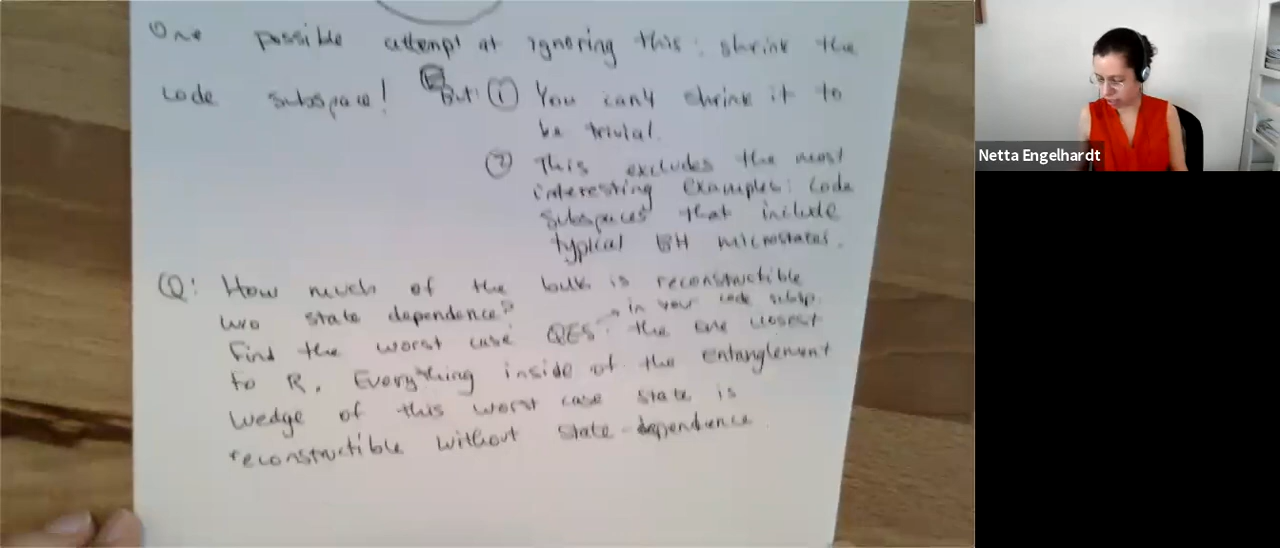 One possible attempt at ignoring this: shrink the
code subspace! But: (1) You can't shrink it to
be trivial.
(2) This excludes the most
interesting examples: code
subspaces that include
typical BH microstates.
Q: How much of the bulk is reconstructible
w/o state dependence? in your code subsp.
Find the worst case QES: the one closest
to R. Everything inside of the entanglement
wedge of this worst case state is
reconstructible without state-dependence.
Netta Engelhardt